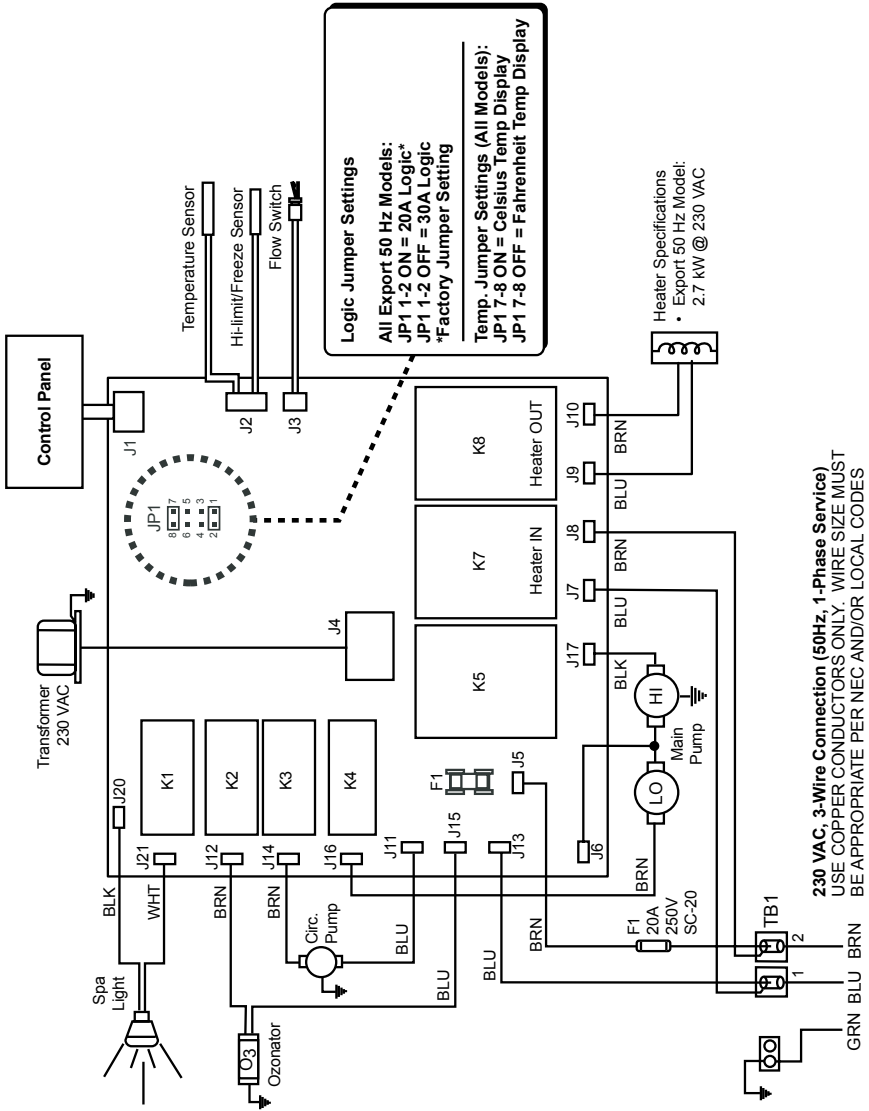 Control Panel
Transformer
230 VAC
J1
JP1
8 7
6 5
4 3
2 1
Temperature Sensor
Hi-limit/Freeze Sensor
Flow Switch
J2
J3
J4
Logic Jumper Settings
All Export 50 Hz Models:
JP1 1-2 ON = 20A Logic*
JP1 1-2 OFF = 30A Logic
*Factory Jumper Setting
Temp. Jumper Settings (All Models):
JP1 7-8 ON = Celsius Temp Display
JP1 7-8 OFF = Fahrenheit Temp Display
Spa
Light
BLK
WHT
J20
J21
K1
BRN
J12
K2
BRN
J14
K3
J16
K4
K5
K7
Heater IN
K8
Heater OUT
O3
Ozonator
Circ.
Pump
BLU
J11
BLU
J15
BLU
J13
F1
J5
BRN
J6
BRN
LO
HI
Main
Pump
J17
BLK
J7
BLU
J8
BRN
J9
BLU
J10
BRN
Heater Specifications
• Export 50 Hz Model:
2.7 kW @ 230 VAC
F1
20A
250V
SC-20
TB1
1
2
GRN
BLU
BRN
230 VAC, 3-Wire Connection (50Hz, 1-Phase Service)
USE COPPER CONDUCTORS ONLY. WIRE SIZE MUST
BE APPROPRIATE PER NEC AND/OR LOCAL CODES